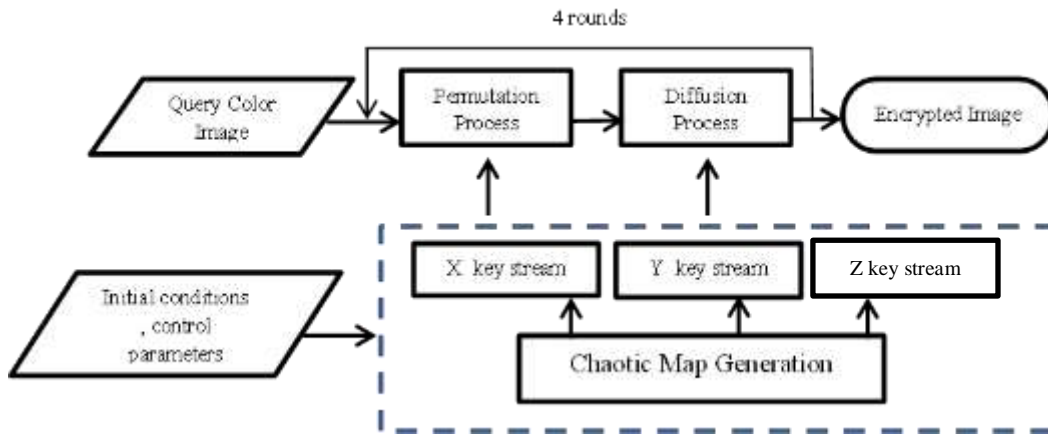 4 rounds
Query Color
Image
Permutation
Process
Diffusion
Process
Encrypted Image
X key stream
Y key stream
Z key stream
Initial conditions
, control
parameters
Chaotic Map Generation